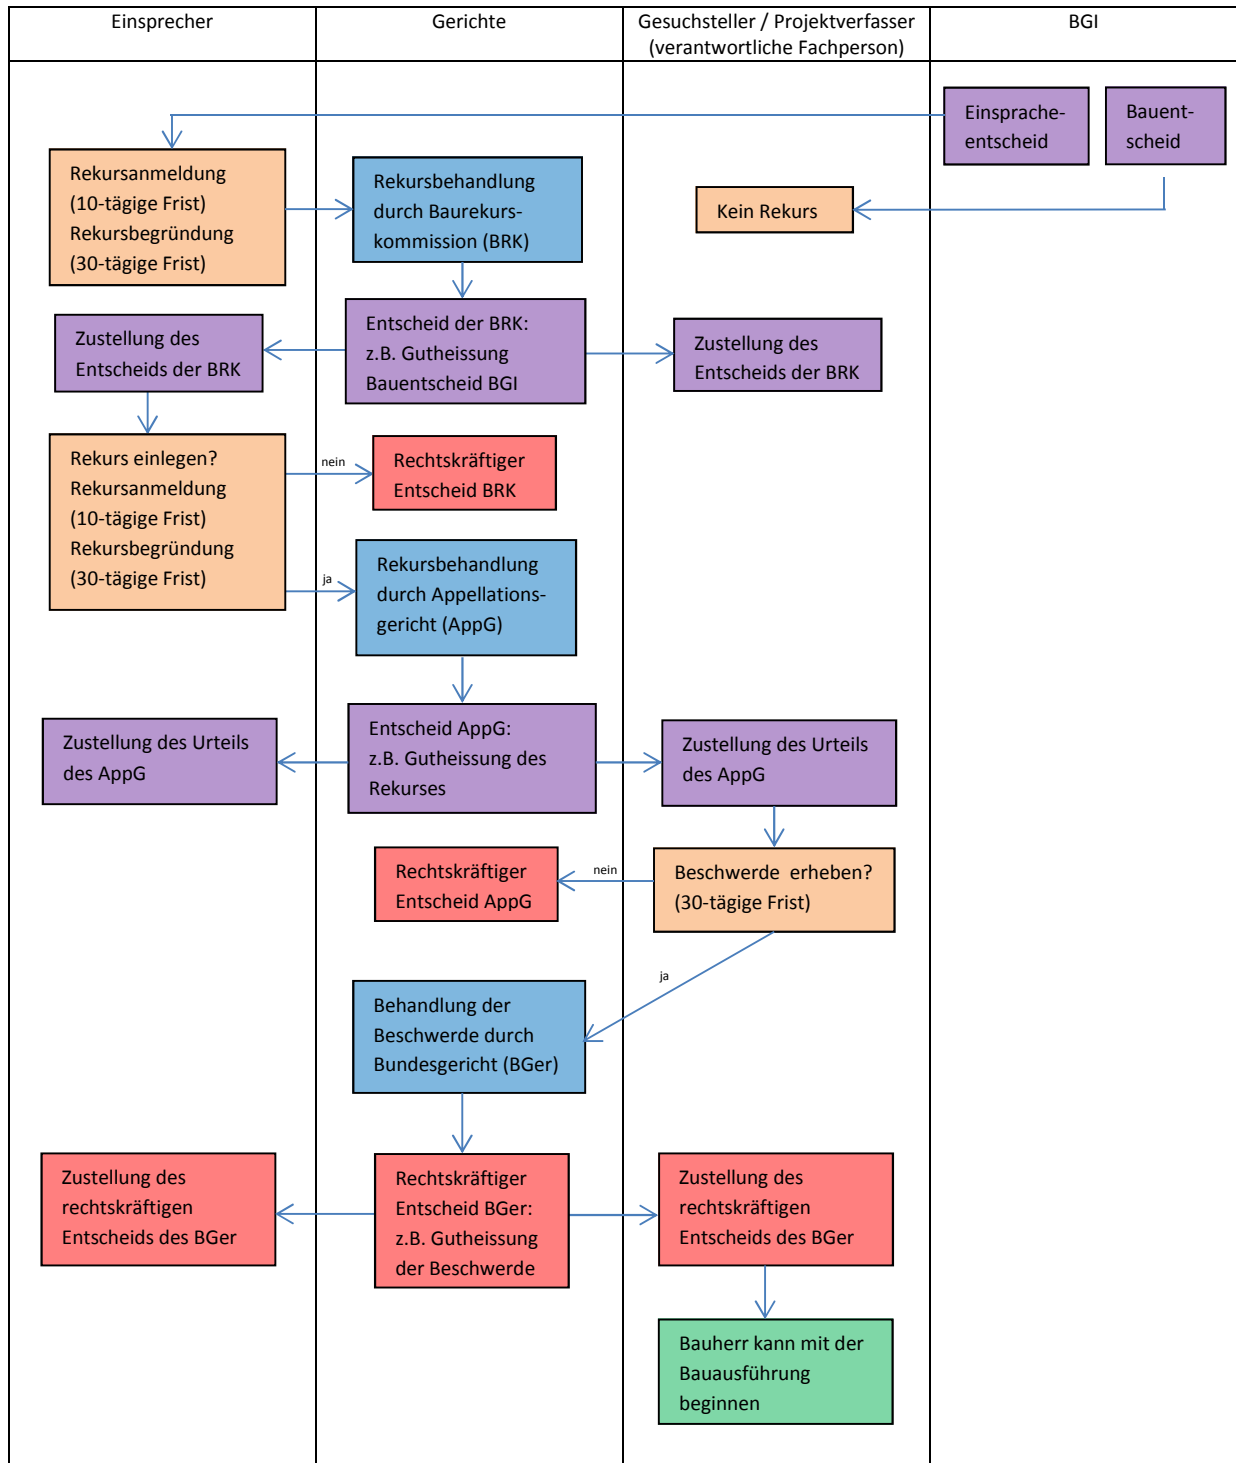 Einsprecher
Gerichte
Gesuchsteller / Projektverfasser
(verantwortliche Fachperson)
BGI
Einsprache-
entscheid
Bauent-
scheid
Rekursanmeldung
(10-tägige Frist)
Rekursbegründung
(30-tägige Frist)
Rekursbehandlung
durch Baurekurs-
kommission (BRK)
Kein Rekurs
Zustellung des
Entscheids der BRK
Entscheid der BRK:
z.B. Gutheissung
Bauentscheid BGI
Zustellung des
Entscheids der BRK
Rekurs einlegen?
Rekursanmeldung
(10-tägige Frist)
Rekursbegründung
(30-tägige Frist)
nein
Rechtskräftiger
Entscheid BRK
ja
Rekursbehandlung
durch Appellations-
gericht (AppG)
Zustellung des Urteils
des AppG
Entscheid AppG:
z.B. Gutheissung des
Rekurses
Zustellung des Urteils
des AppG
Rechtskräftiger
Entscheid AppG
nein
Beschwerde erheben?
(30-tägige Frist)
ja
Behandlung der
Beschwerde durch
Bundesgericht (BGer)
Zustellung des
rechtskräftigen
Entscheids des BGer
Rechtskräftiger
Entscheid BGer:
z.B. Gutheissung
der Beschwerde
Zustellung des
rechtskräftigen
Entscheids des BGer
Bauherr kann mit der
Bauausführung
beginnen